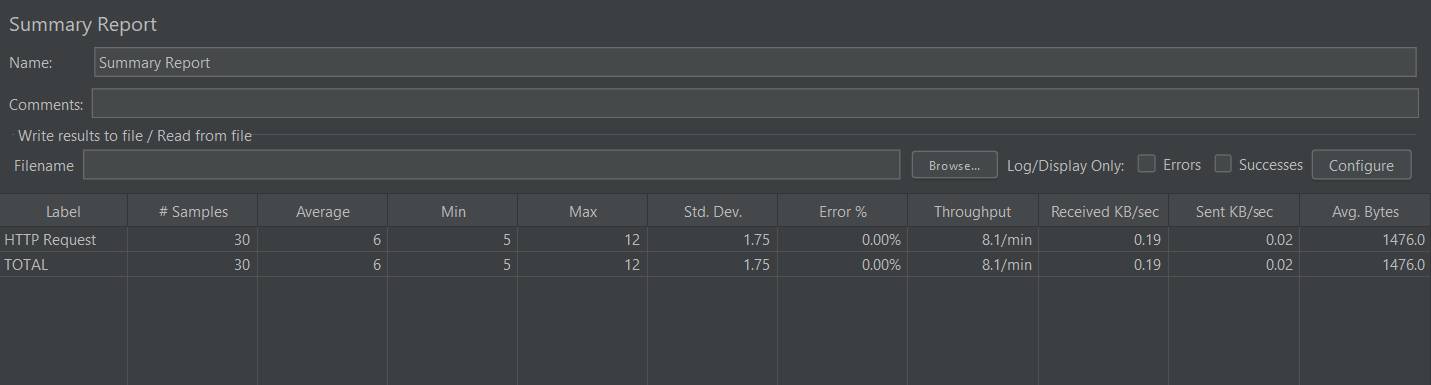 Summary Report
Name: Summary Report
Comments:
Write results to file / Read from file
Filename Browse... Log/Display Only: Errors Successes Configure
Label # Samples Average Min Max Std. Dev. Error % Throughput Received KB/sec Sent KB/sec Avg. Bytes
HTTP Request 30 6 5 12 1.75 0.00% 8.1/min 0.19 0.02 1476.0
TOTAL 30 6 5 12 1.75 0.00% 8.1/min 0.19 0.02 1476.0